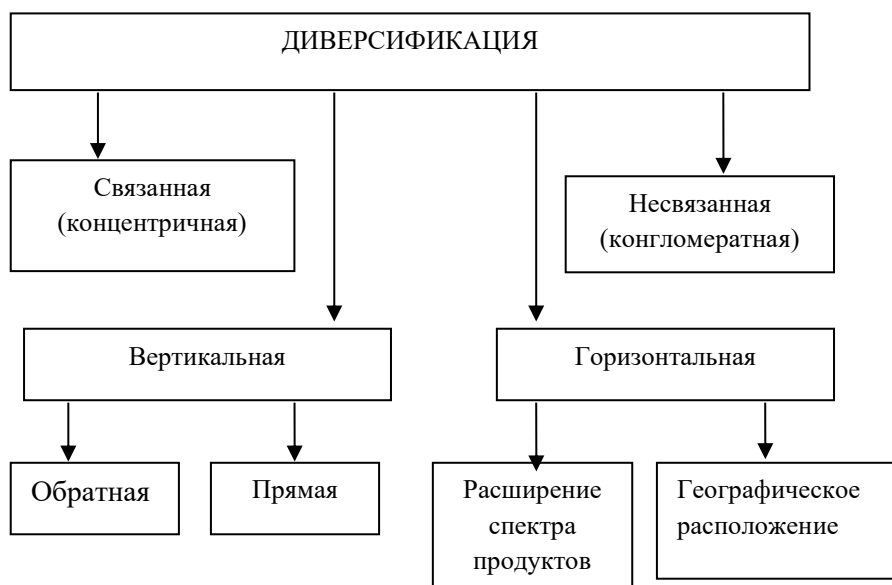 ДИВЕРСИФИКАЦИЯ
Связанная
(концентричная)
Несвязанная
(конгломератная)
Вертикальная
Горизонтальная
Обратная
Прямая
Расширение
спектра
продуктов
Географическое
расположение